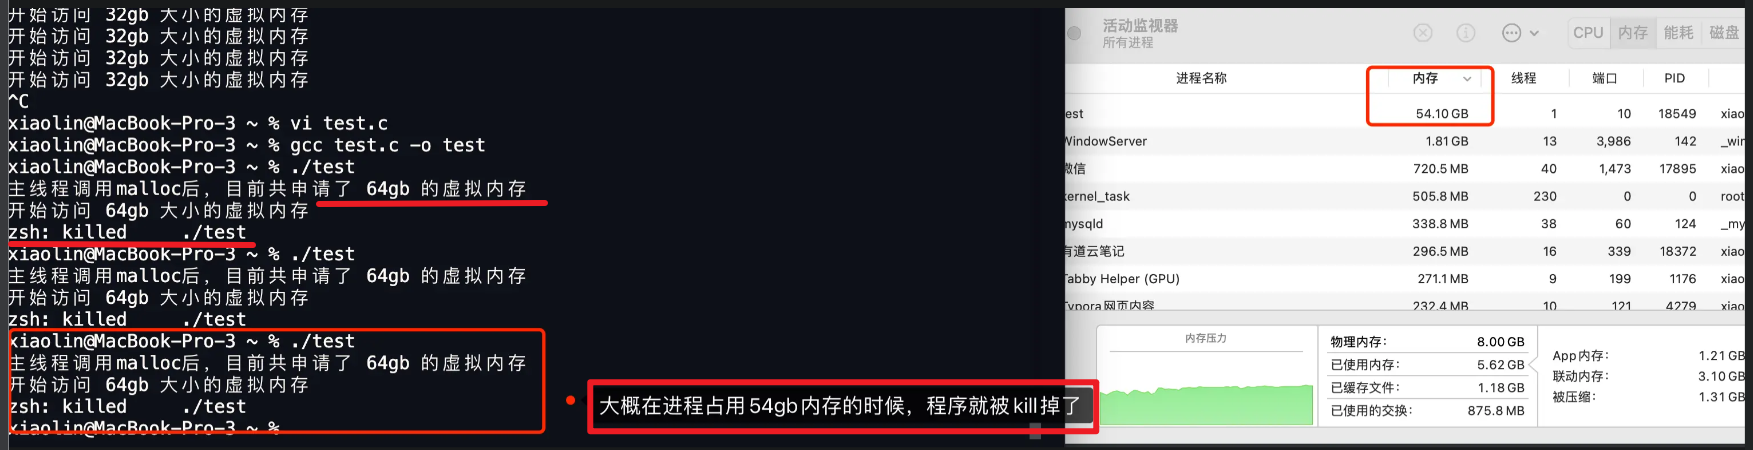 开始访问 32gb 大小的虚拟内存
开始访问 32gb 大小的虚拟内存
开始访问 32gb 大小的虚拟内存
开始访问 32gb 大小的虚拟内存
^C
xiaolin@MacBook-Pro-3 ~ % vi test.c
xiaolin@MacBook-Pro-3 ~ % gcc test.c -o test
xiaolin@MacBook-Pro-3 ~ % ./test
主线程调用malloc后，目前共申请了 64gb 的虚拟内存
开始访问 64gb 大小的虚拟内存
zsh: killed     ./test
xiaolin@MacBook-Pro-3 ~ % ./test
主线程调用malloc后，目前共申请了 64gb 的虚拟内存
开始访问 64gb 大小的虚拟内存
zsh: killed     ./test
xiaolin@MacBook-Pro-3 ~ % ./test
主线程调用malloc后，目前共申请了 64gb 的虚拟内存
开始访问 64gb 大小的虚拟内存
zsh: killed     ./test
xiaolin@MacBook-Pro-3 ~ %
大概在进程占用54gb内存的时候，程序就被kill掉了
活动监视器
所有进程
CPU 内存 能耗 磁盘
进程名称 内存 线程 端口 PID
est 54.10 GB 1 10 18549 xiao
WindowServer 1.81 GB 13 3,986 142 _win
微信 720.5 MB 40 1,473 17895 xiao
kernel_task 505.8 MB 230 0 0 root
mysqld 338.8 MB 38 60 124 _my
有道云笔记 296.5 MB 16 339 18372 xiao
Tabby Helper (GPU) 271.1 MB 9 199 1176 xiao
Typora 网页内容 232.4 MB 10 121 4279 xiao
内存压力
物理内存： 8.00 GB
已使用内存： 5.62 GB
已缓存文件： 1.18 GB
已使用的交换： 875.8 MB
App内存： 1.21 GB
联动内存： 3.10 GB
被压缩： 1.31 GB